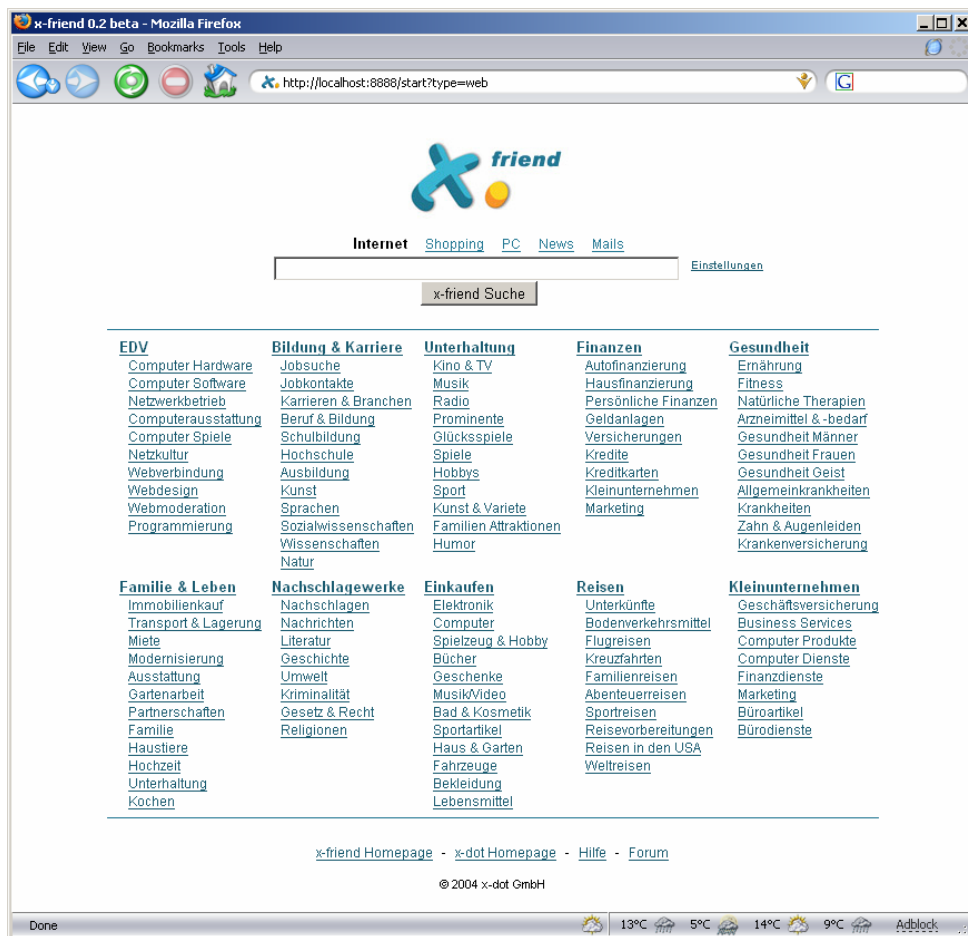 x-friend 0.2 beta - Mozilla Firefox
File Edit View Go Bookmarks Tools Help
http://localhost:8888/start?type=web
G
friend
Internet Shopping PC News Mails
Einstellungen
x-friend Suche
EDV
Computer Hardware
Computer Software
Netzwerkbetrieb
Computerausstattung
Computer Spiele
Netzkultur
Webverbindung
Webdesign
Webmoderation
Programmierung
Bildung & Karriere
Jobsuche
Jobkontakte
Karrieren & Branchen
Beruf & Bildung
Schulbildung
Hochschule
Ausbildung
Kunst
Sprachen
Sozialwissenschaften
Wissenschaften
Natur
Unterhaltung
Kino & TV
Musik
Radio
Prominente
Glücksspiele
Spiele
Hobbys
Sport
Kunst & Variete
Familien Attraktionen
Humor
Finanzen
Autofinanzierung
Hausfinanzierung
Persönliche Finanzen
Geldanlagen
Versicherungen
Kredite
Kreditkarten
Kleinunternehmen
Marketing
Gesundheit
Ernährung
Fitness
Natürliche Therapien
Arzneimittel & -bedarf
Gesundheit Männer
Gesundheit Frauen
Gesundheit Geist
Allgemeinkrankheiten
Krankheiten
Zahn & Augenleiden
Krankenversicherung
Familie & Leben
Immobilienkauf
Transport & Lagerung
Miete
Modernisierung
Ausstattung
Gartenarbeit
Partnerschaften
Familie
Haustiere
Hochzeit
Unterhaltung
Kochen
Nachschlagewerke
Nachschlagen
Nachrichten
Literatur
Geschichte
Umwelt
Kriminalität
Gesetz & Recht
Religionen
Einkaufen
Elektronik
Computer
Spielzeug & Hobby
Bücher
Geschenke
Musik/Video
Bad & Kosmetik
Sportartikel
Haus & Garten
Fahrzeuge
Bekleidung
Lebensmittel
Reisen
Unterkünfte
Bodenverkehrsmittel
Flugreisen
Kreuzfahrten
Familienreisen
Abenteuerreisen
Sportreisen
Reisevorbereitungen
Reisen in den USA
Weltreisen
Kleinunternehmen
Geschäftsversicherung
Business Services
Computer Produkte
Computer Dienste
Finanzdienste
Marketing
Büroartikel
Bürodienste
x-friend Homepage - x-dot Homepage - Hilfe - Forum
© 2004 x-dot GmbH
Done 13°C 5°C 14°C 9°C Adblock